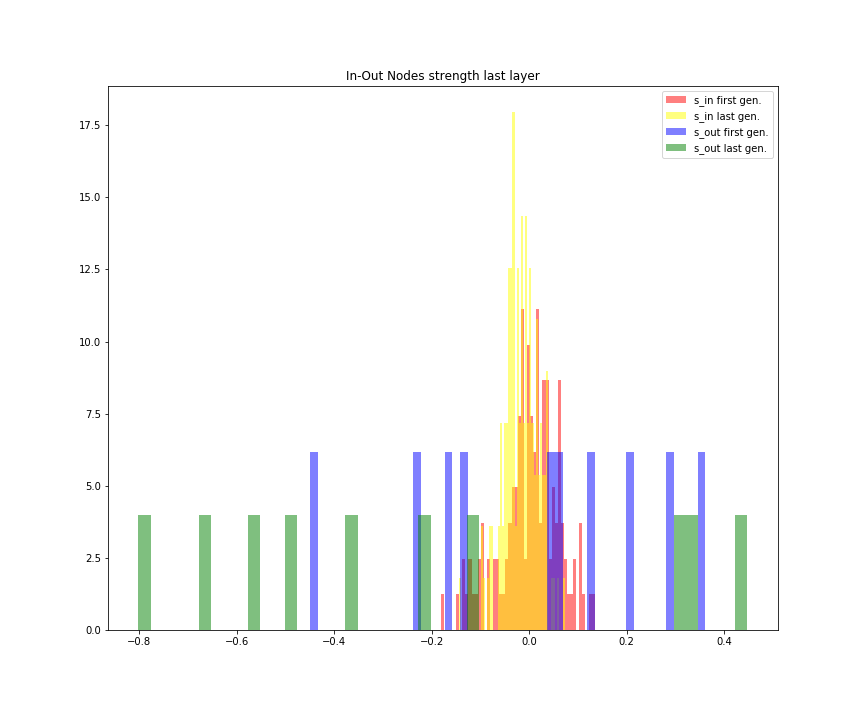 In-Out Nodes strength last layer
s_in first gen.
s_in last gen.
s_out first gen.
s_out last gen.
17.5
15.0
12.5
10.0
7.5
5.0
2.5
0.0
−0.8 −0.6 −0.4 −0.2 0.0 0.2 0.4